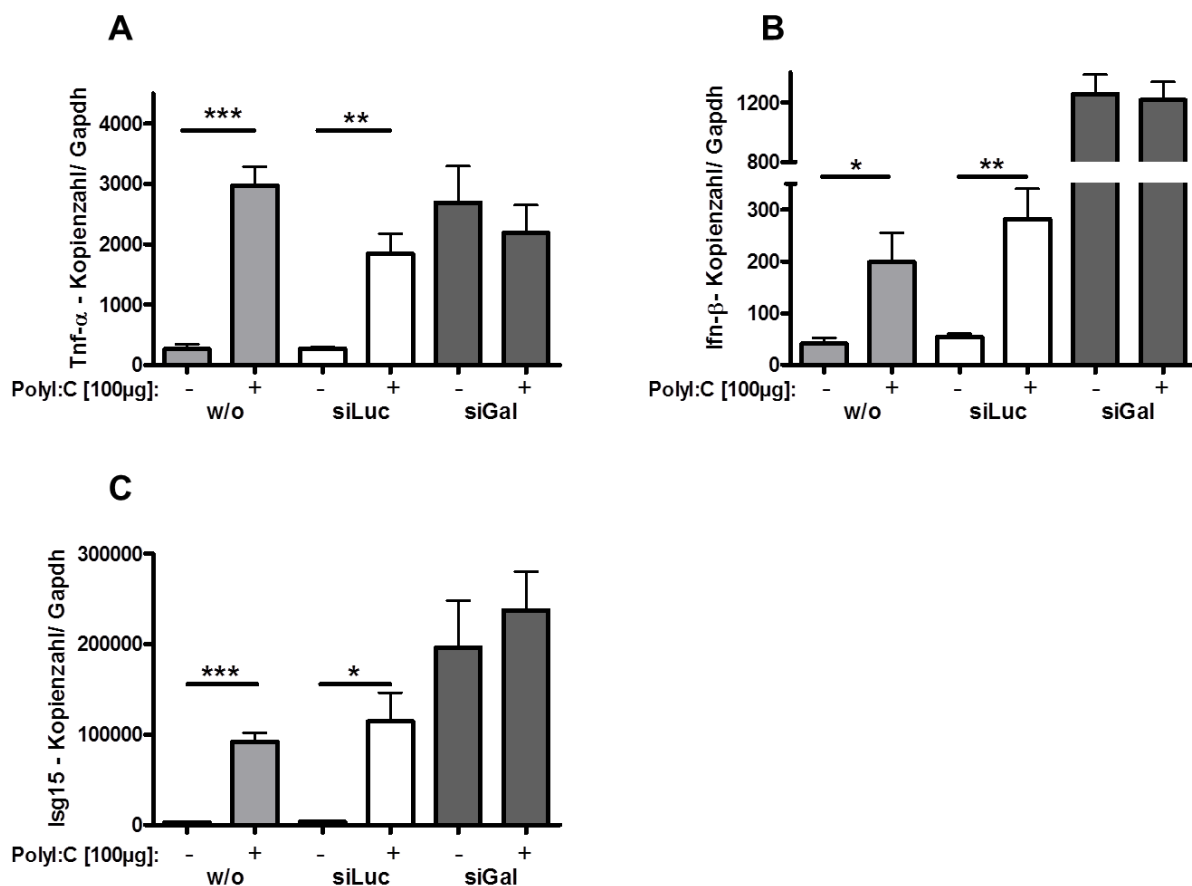 A
Tnf-α - Kopienzahl/ Gapdh
4000
3000
2000
1000
0
*** **
PolyI:C [100µg]: - + - + - +
w/o siLuc siGal
B
Ifn-β- Kopienzahl/ Gapdh
1200
800
300
200
100
0
* **
PolyI:C [100µg]: - + - + - +
w/o siLuc siGal
C
Isg15 - Kopienzahl/ Gapdh
300000
200000
100000
0
*** *
PolyI:C [100µg]: - + - + - +
w/o siLuc siGal